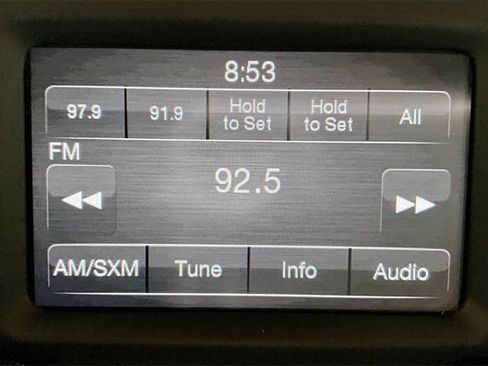 8:53
97.9 91.9 Hold to Set Hold to Set All
FM
92.5
AM/SXM Tune Info Audio